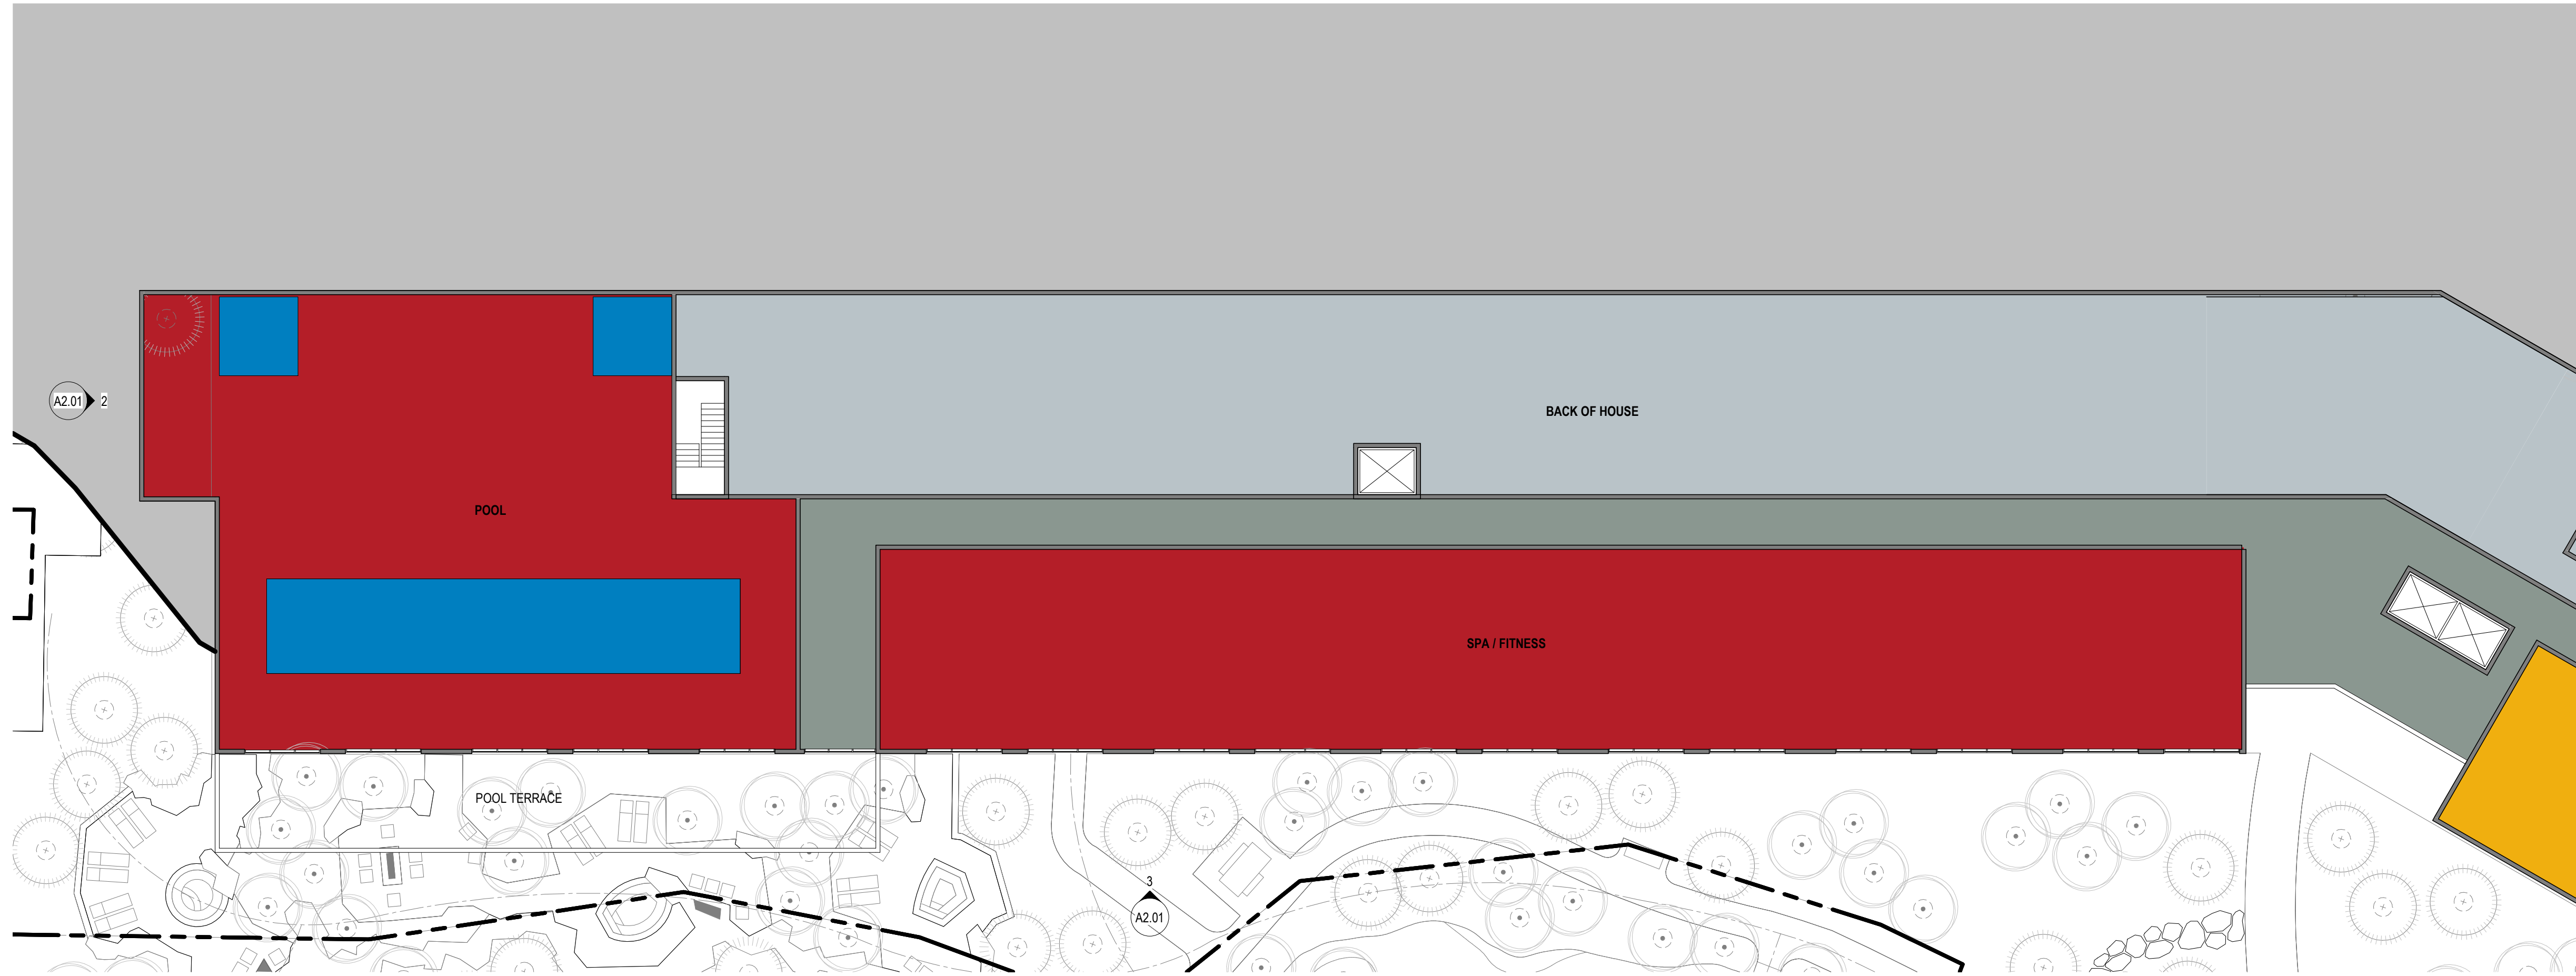 A2.01
2
BACK OF HOUSE
POOL
SPA / FITNESS
POOL TERRACE
3
A2.01